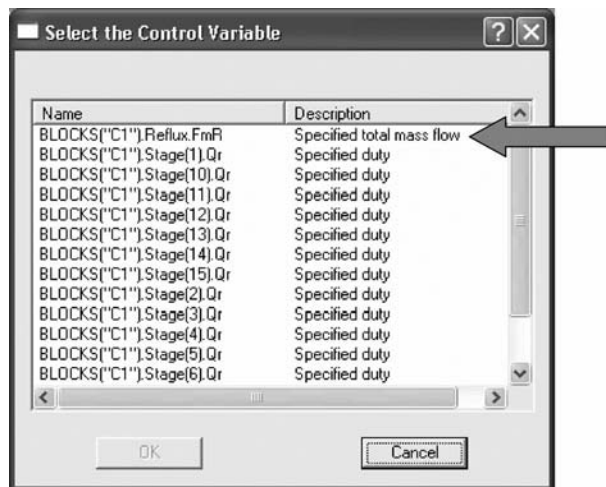 Select the Control Variable
Name Description
BLOCKS("C1").Reflux.FmR Specified total mass flow
BLOCKS("C1").Stage(1).Qr Specified duty
BLOCKS("C1").Stage(10).Qr Specified duty
BLOCKS("C1").Stage(11).Qr Specified duty
BLOCKS("C1").Stage(12).Qr Specified duty
BLOCKS("C1").Stage(13).Qr Specified duty
BLOCKS("C1").Stage(14).Qr Specified duty
BLOCKS("C1").Stage(15).Qr Specified duty
BLOCKS("C1").Stage(2).Qr Specified duty
BLOCKS("C1").Stage(3).Qr Specified duty
BLOCKS("C1").Stage(4).Qr Specified duty
BLOCKS("C1").Stage(5).Qr Specified duty
BLOCKS("C1").Stage(6).Qr Specified duty
OK Cancel